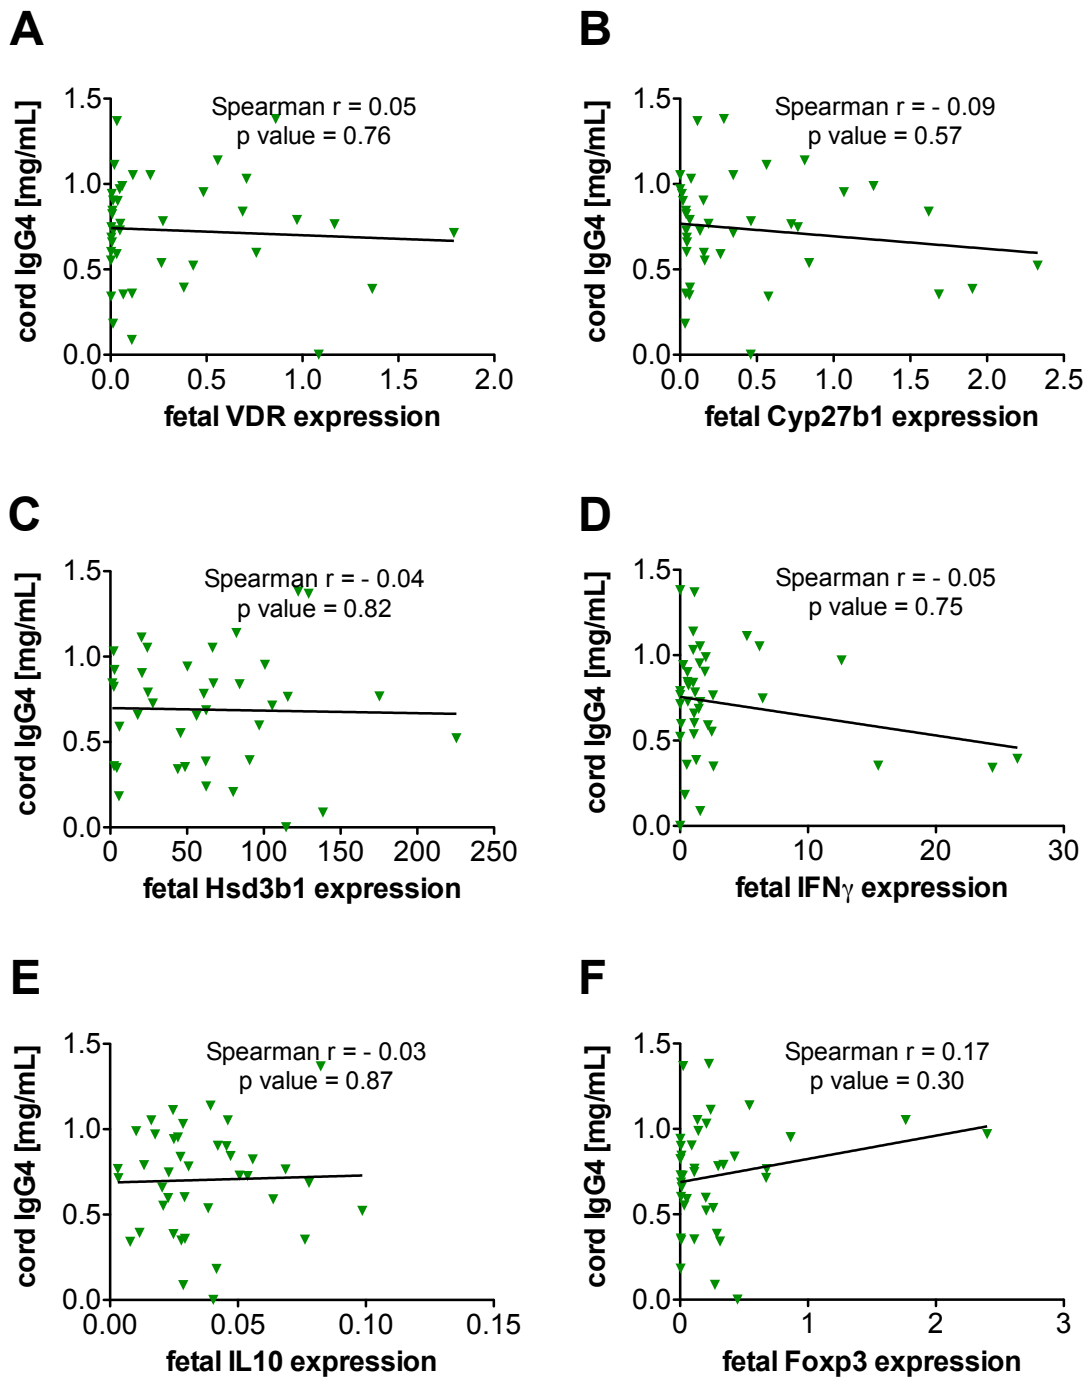 A
Spearman r = 0.05
p value = 0.76
cord IgG4 [mg/mL]
1.5
1.0
0.5
0.0
0.0 0.5 1.0 1.5 2.0
fetal VDR expression
B
Spearman r = - 0.09
p value = 0.57
cord IgG4 [mg/mL]
1.5
1.0
0.5
0.0
0.0 0.5 1.0 1.5 2.0 2.5
fetal Cyp27b1 expression
C
Spearman r = - 0.04
p value = 0.82
cord IgG4 [mg/mL]
1.5
1.0
0.5
0.0
0 50 100 150 200 250
fetal Hsd3b1 expression
D
Spearman r = - 0.05
p value = 0.75
cord IgG4 [mg/mL]
1.5
1.0
0.5
0.0
0 10 20 30
fetal IFNγ expression
E
Spearman r = - 0.03
p value = 0.87
cord IgG4 [mg/mL]
1.5
1.0
0.5
0.0
0.00 0.05 0.10 0.15
fetal IL10 expression
F
Spearman r = 0.17
p value = 0.30
cord IgG4 [mg/mL]
1.5
1.0
0.5
0.0
0 1 2 3
fetal Foxp3 expression